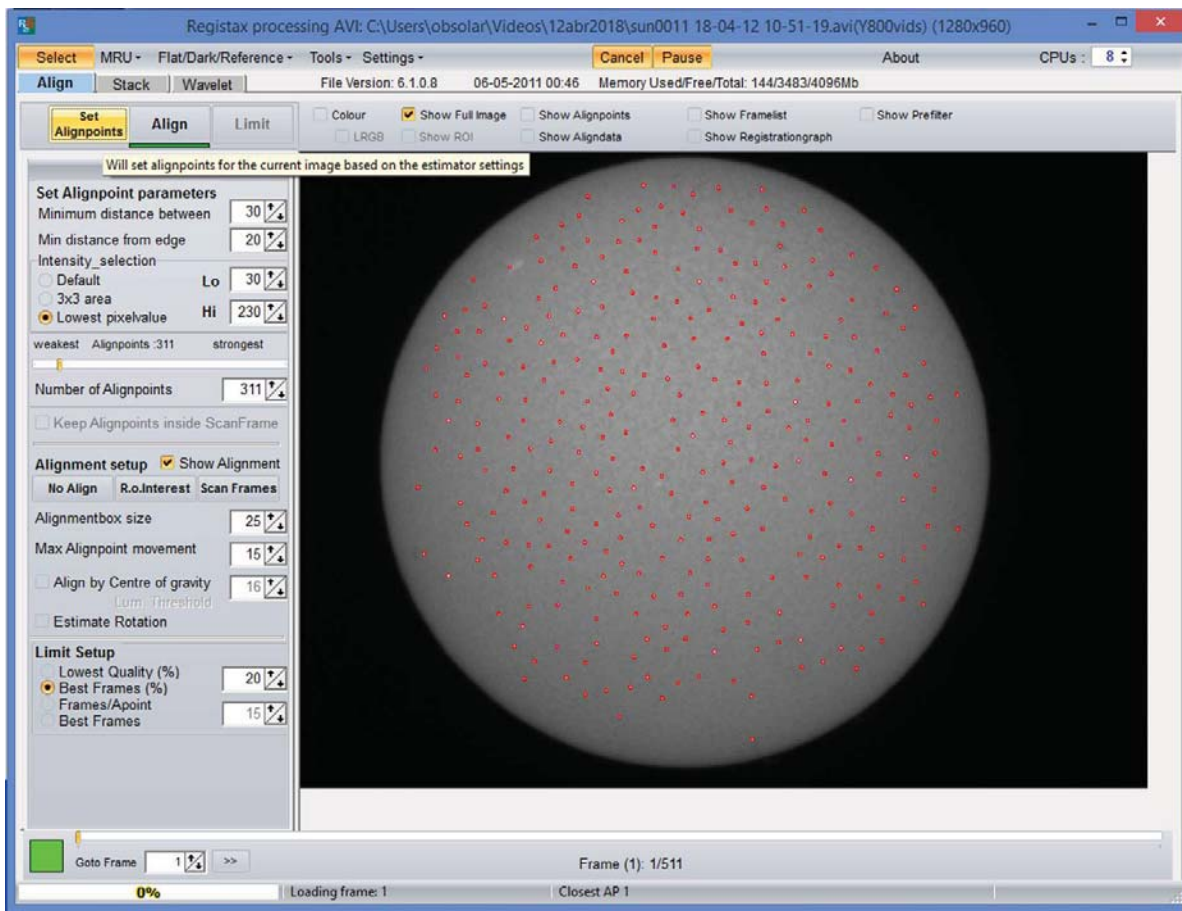 Registax processing AVI: C:\Users\obsolar\Videos\12abr2018\sun0011 18-04-12 10-51-19.avi(Y800vids) (1280x960)
Select MRU Flat/Dark/Reference Tools Settings Cancel Pause About CPUs : 8
Align Stack Wavelet File Version: 6.1.0.8 06-05-2011 00:46 Memory Used/Free/Total: 144/3483/4096Mb
Set Alignpoints Align Limit
Colour Show Full Image Show Alignpoints Show Framelist Show Prefilter
LRGB Show ROI Show Aligndata Show Registrationgraph
Will set alignpoints for the current image based on the estimator settings
Set Alignpoint parameters
Minimum distance between 30
Min distance from edge 20
Intensity_selection
Default Lo 30
3x3 area
Lowest pixelvalue Hi 230
weakest Alignpoints :311 strongest
Number of Alignpoints 311
Keep Alignpoints inside ScanFrame
Alignment setup Show Alignment
No Align R.o.Interest Scan Frames
Alignmentbox size 25
Max Alignpoint movement 15
Align by Centre of gravity 16
Lum. Threshold
Estimate Rotation
Limit Setup
Lowest Quality (%)
Best Frames (%) 20
Frames/Apoint
Best Frames 15
Goto Frame 1 >> Frame (1): 1/511
0% Loading frame: 1 Closest AP 1